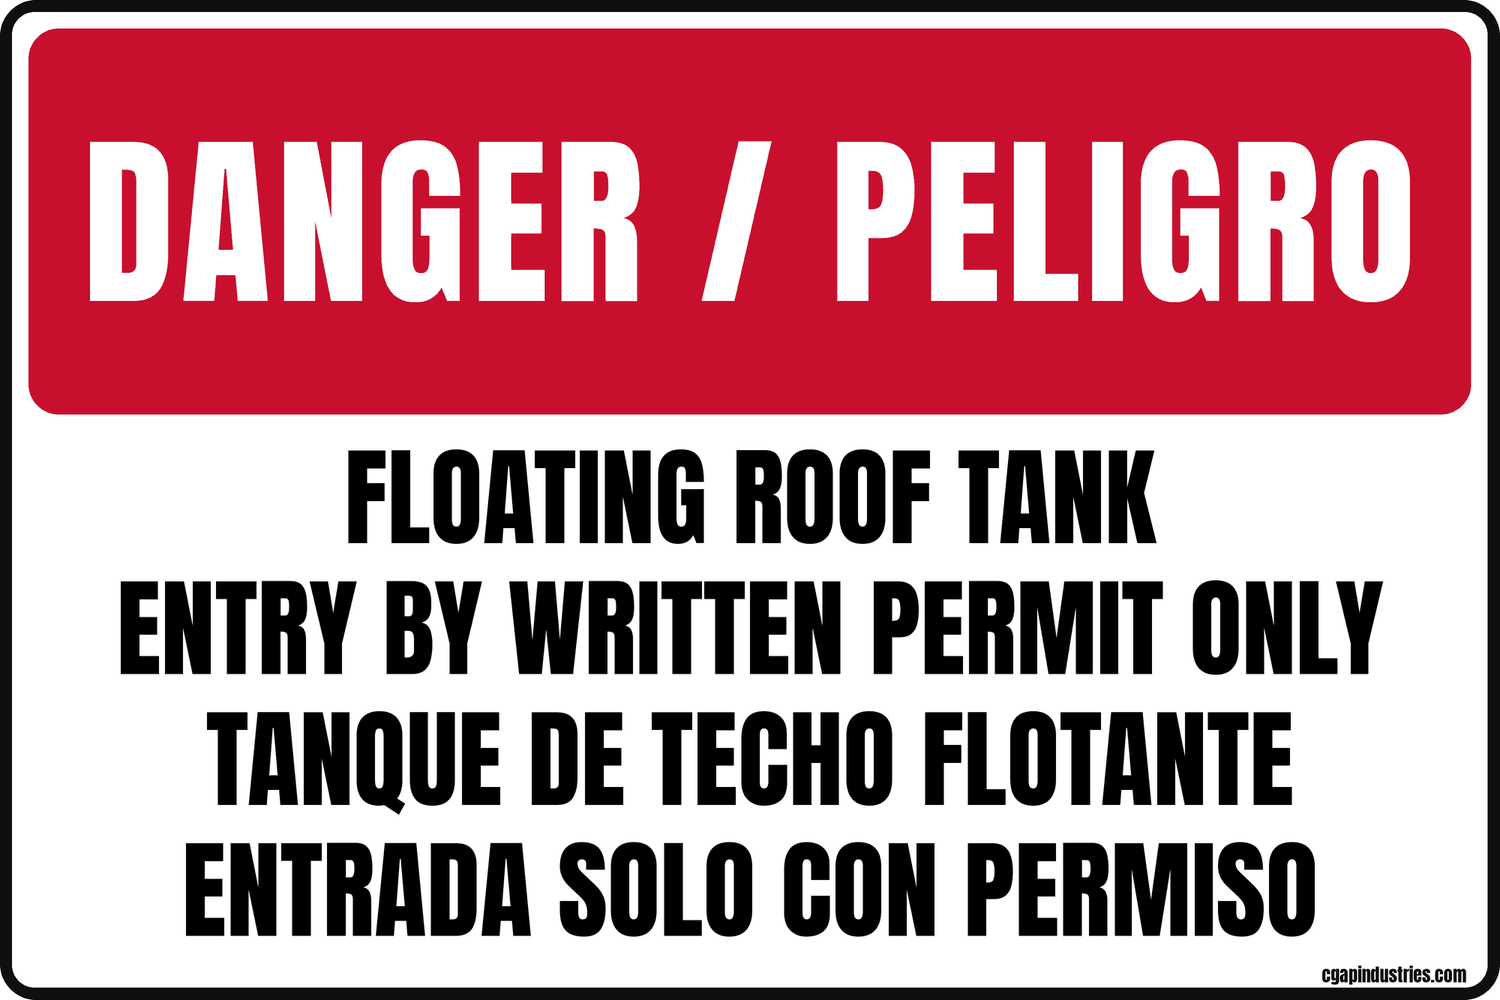 DANGER / PELIGRO
FLOATING ROOF TANK
ENTRY BY WRITTEN PERMIT ONLY
TANQUE DE TECHO FLOTANTE
ENTRADA SOLO CON PERMISO
cgapindustries.com